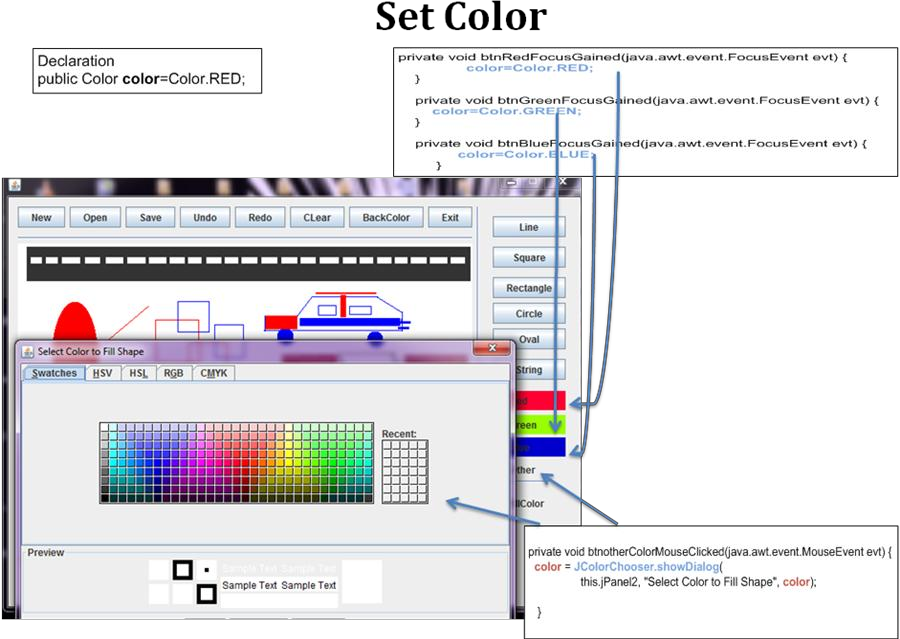 Set Color
Declaration
public Color color=Color.RED;
private void btnRedFocusGained(java.awt.event.FocusEvent evt) {
color=Color.RED;
}
private void btnGreenFocusGained(java.awt.event.FocusEvent evt) {
color=Color.GREEN;
}
private void btnBlueFocusGained(java.awt.event.FocusEvent evt) {
color=Color.BLUE;
}
New Open Save Undo Redo CLear BackColor Exit
Line
Square
Rectangle
Circle
Oval
String
Select Color to Fill Shape
Swatches HSV HSL RGB CMYK
Recent:
Preview
Sample Text Sample Text
Sample Text Sample Text
private void btnotherColorMouseClicked(java.awt.event.MouseEvent evt) {
color = JColorChooser.showDialog(
this.jPanel2, "Select Color to Fill Shape", color);
}